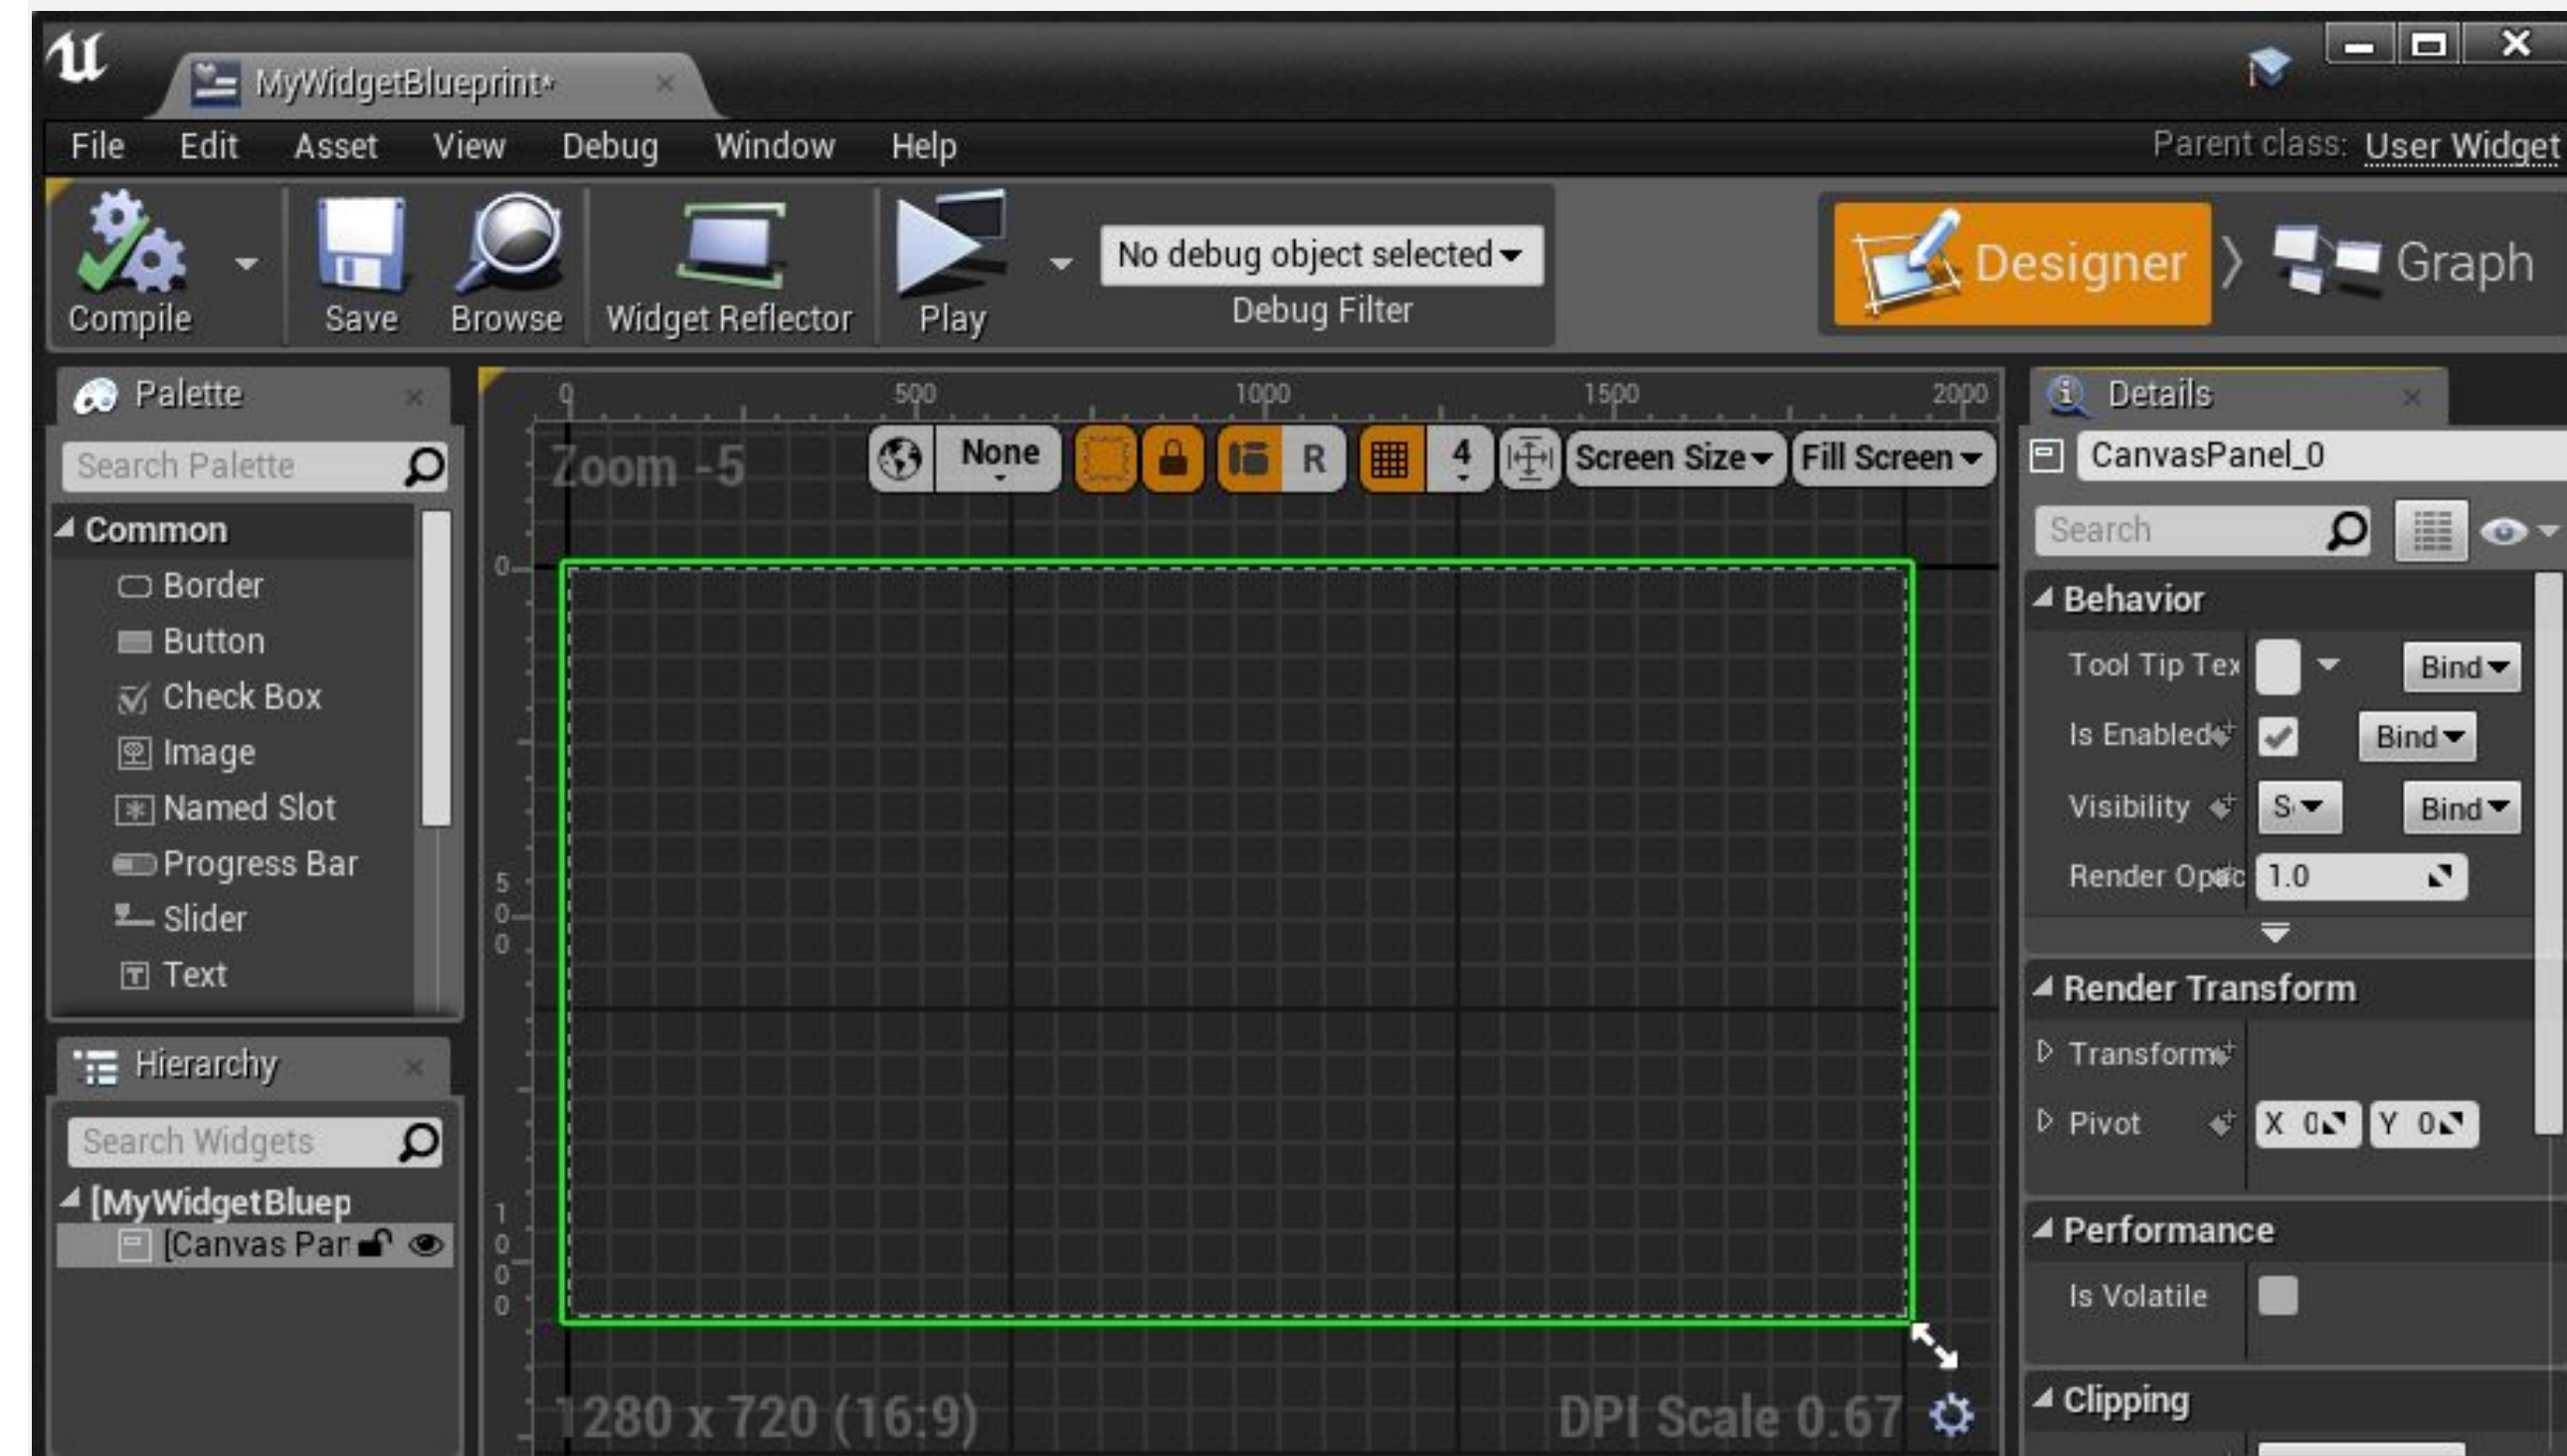 MyWidgetBlueprint*
File Edit Asset View Debug Window Help
Parent class: User Widget
Compile
Save
Browse
Widget Reflector
Play
No debug object selected
Debug Filter
Designer
Graph
Palette
Search Palette
Common
Border
Button
Check Box
Image
Named Slot
Progress Bar
Slider
Text
Hierarchy
Search Widgets
[MyWidgetBluep
[Canvas Par
0 500 1000 1500 2000
Zoom -5
None
R
4
Screen Size
Fill Screen
0
500
1000
1280 x 720 (16:9)
DPI Scale 0.67
Details
CanvasPanel_0
Search
Behavior
Tool Tip Tex
Bind
Is Enabled
Bind
Visibility
S
Bind
Render Opac
1.0
Render Transform
Transform
Pivot
X 0
Y 0
Performance
Is Volatile
Clipping